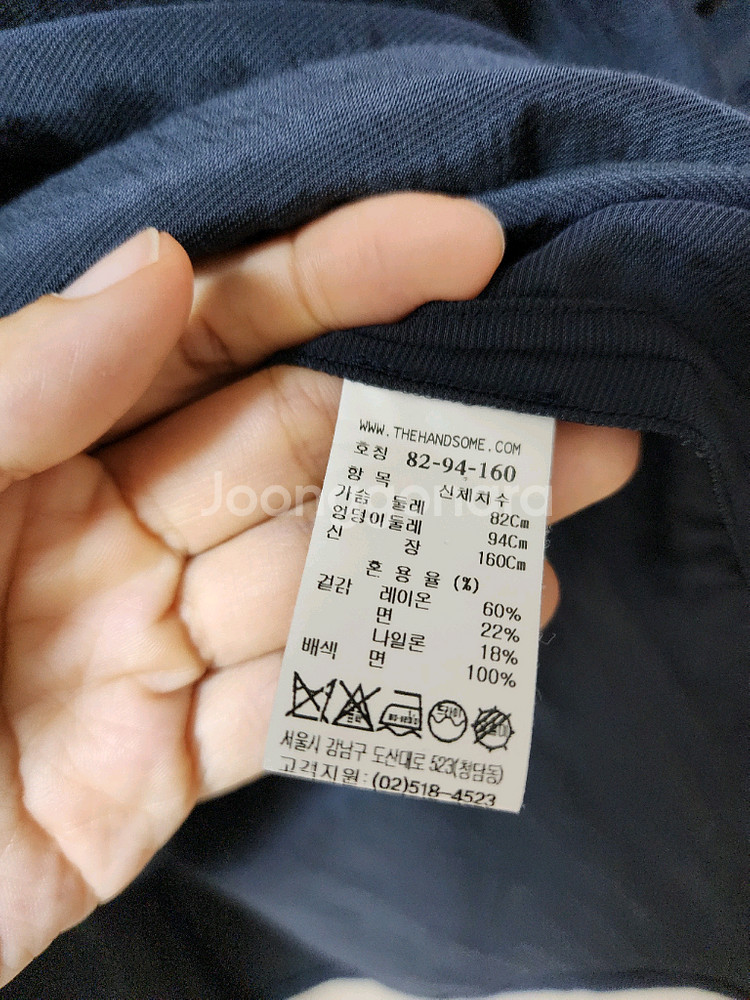 WWW.THEHANDSOME.COM
호칭 82-94-160
항 목 신체치수
가슴 둘레 82Cm
엉덩이둘레 94Cm
신 장 160Cm
혼 용 율 (%)
겉감 레이온 60%
면 22%
나일론 18%
배색 면 100%
드라이
서울시 강남구 도산대로 523(청담동)
고객지원:(02)518-4523